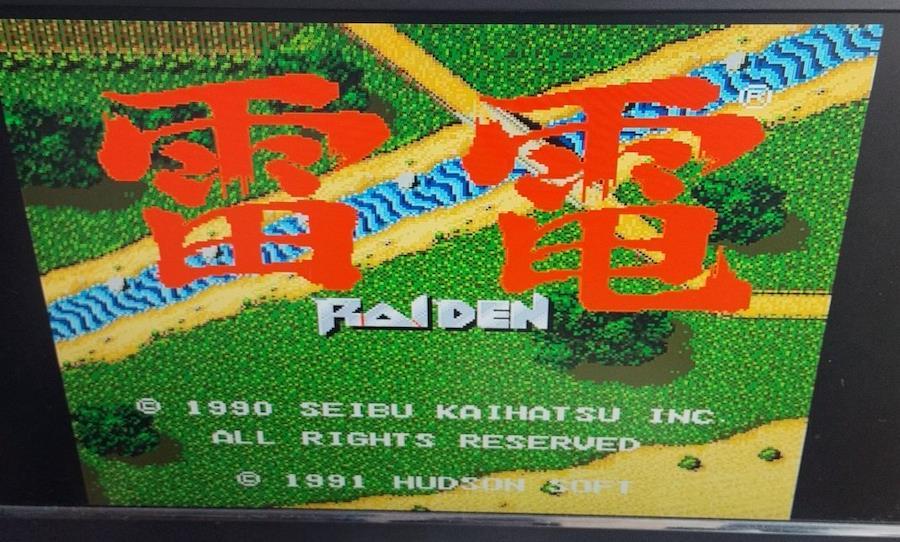 雷電®
RAIDEN
© 1990 SEIBU KAIHATSU INC
ALL RIGHTS RESERVED
© 1991 HUDSON SOFT